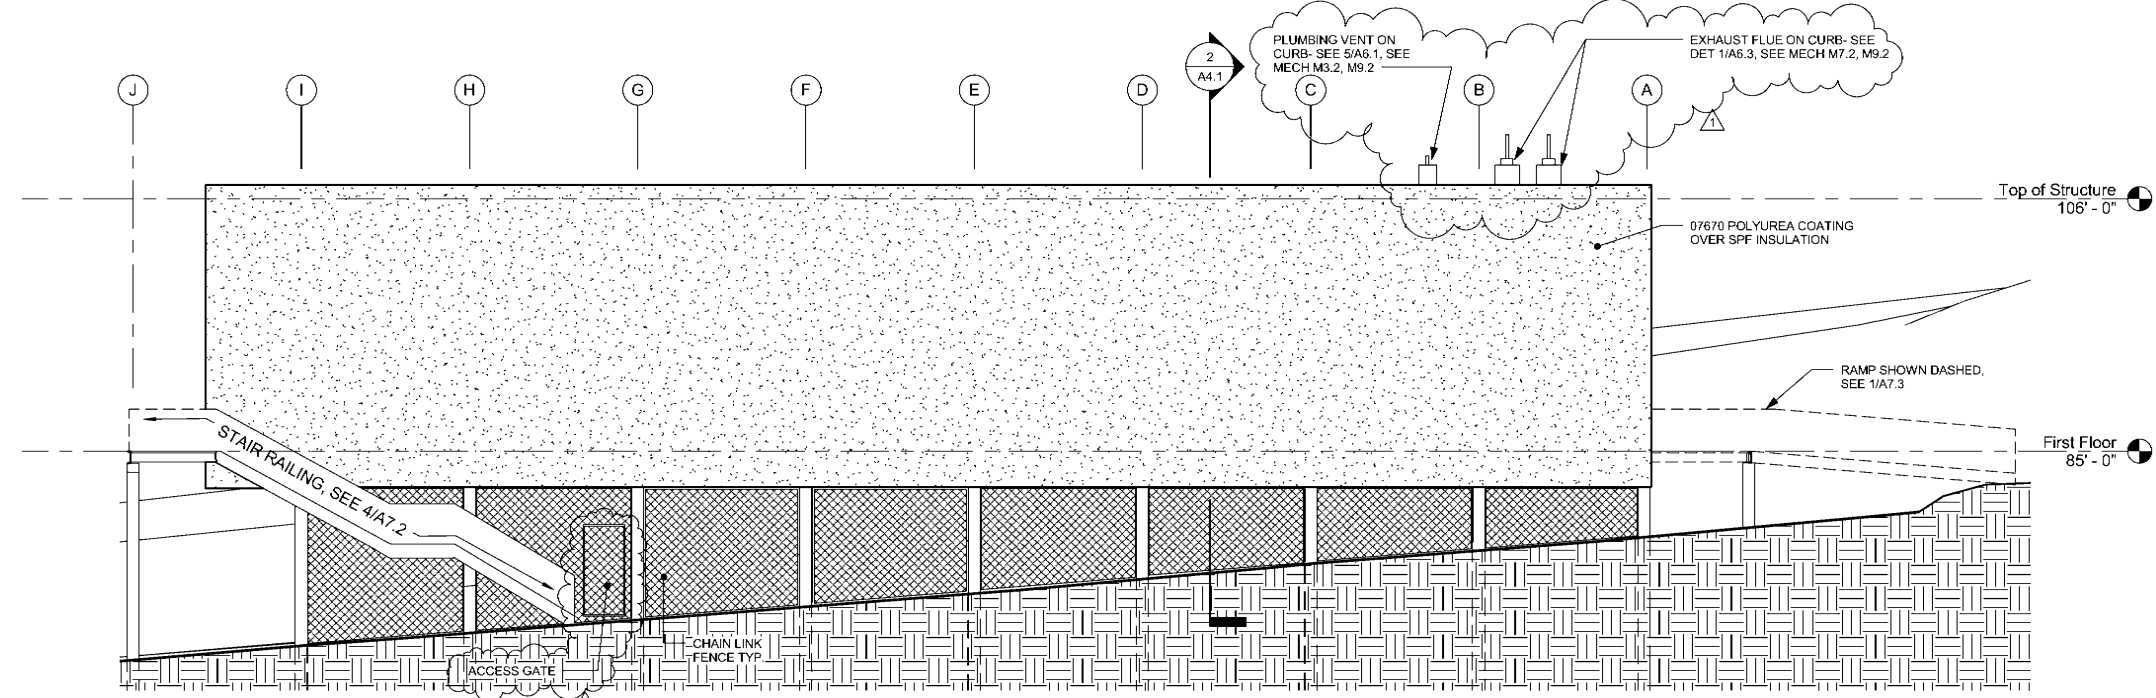 PLUMBING VENT ON
CURB- SEE 5/A6.1, SEE
MECH M3.2, M9.2
EXHAUST FLUE ON CURB- SEE
DET 1/A6.3, SEE MECH M7.2, M9.2
2
A4.1
J
I
H
G
F
E
D
C
B
A
1
Top of Structure
106' - 0"
07670 POLYUREA COATING
OVER SPF INSULATION
RAMP SHOWN DASHED,
SEE 1/A7.3
STAIR RAILING, SEE 4/A7.2
First Floor
85' - 0"
CHAIN LINK
FENCE TYP
ACCESS GATE